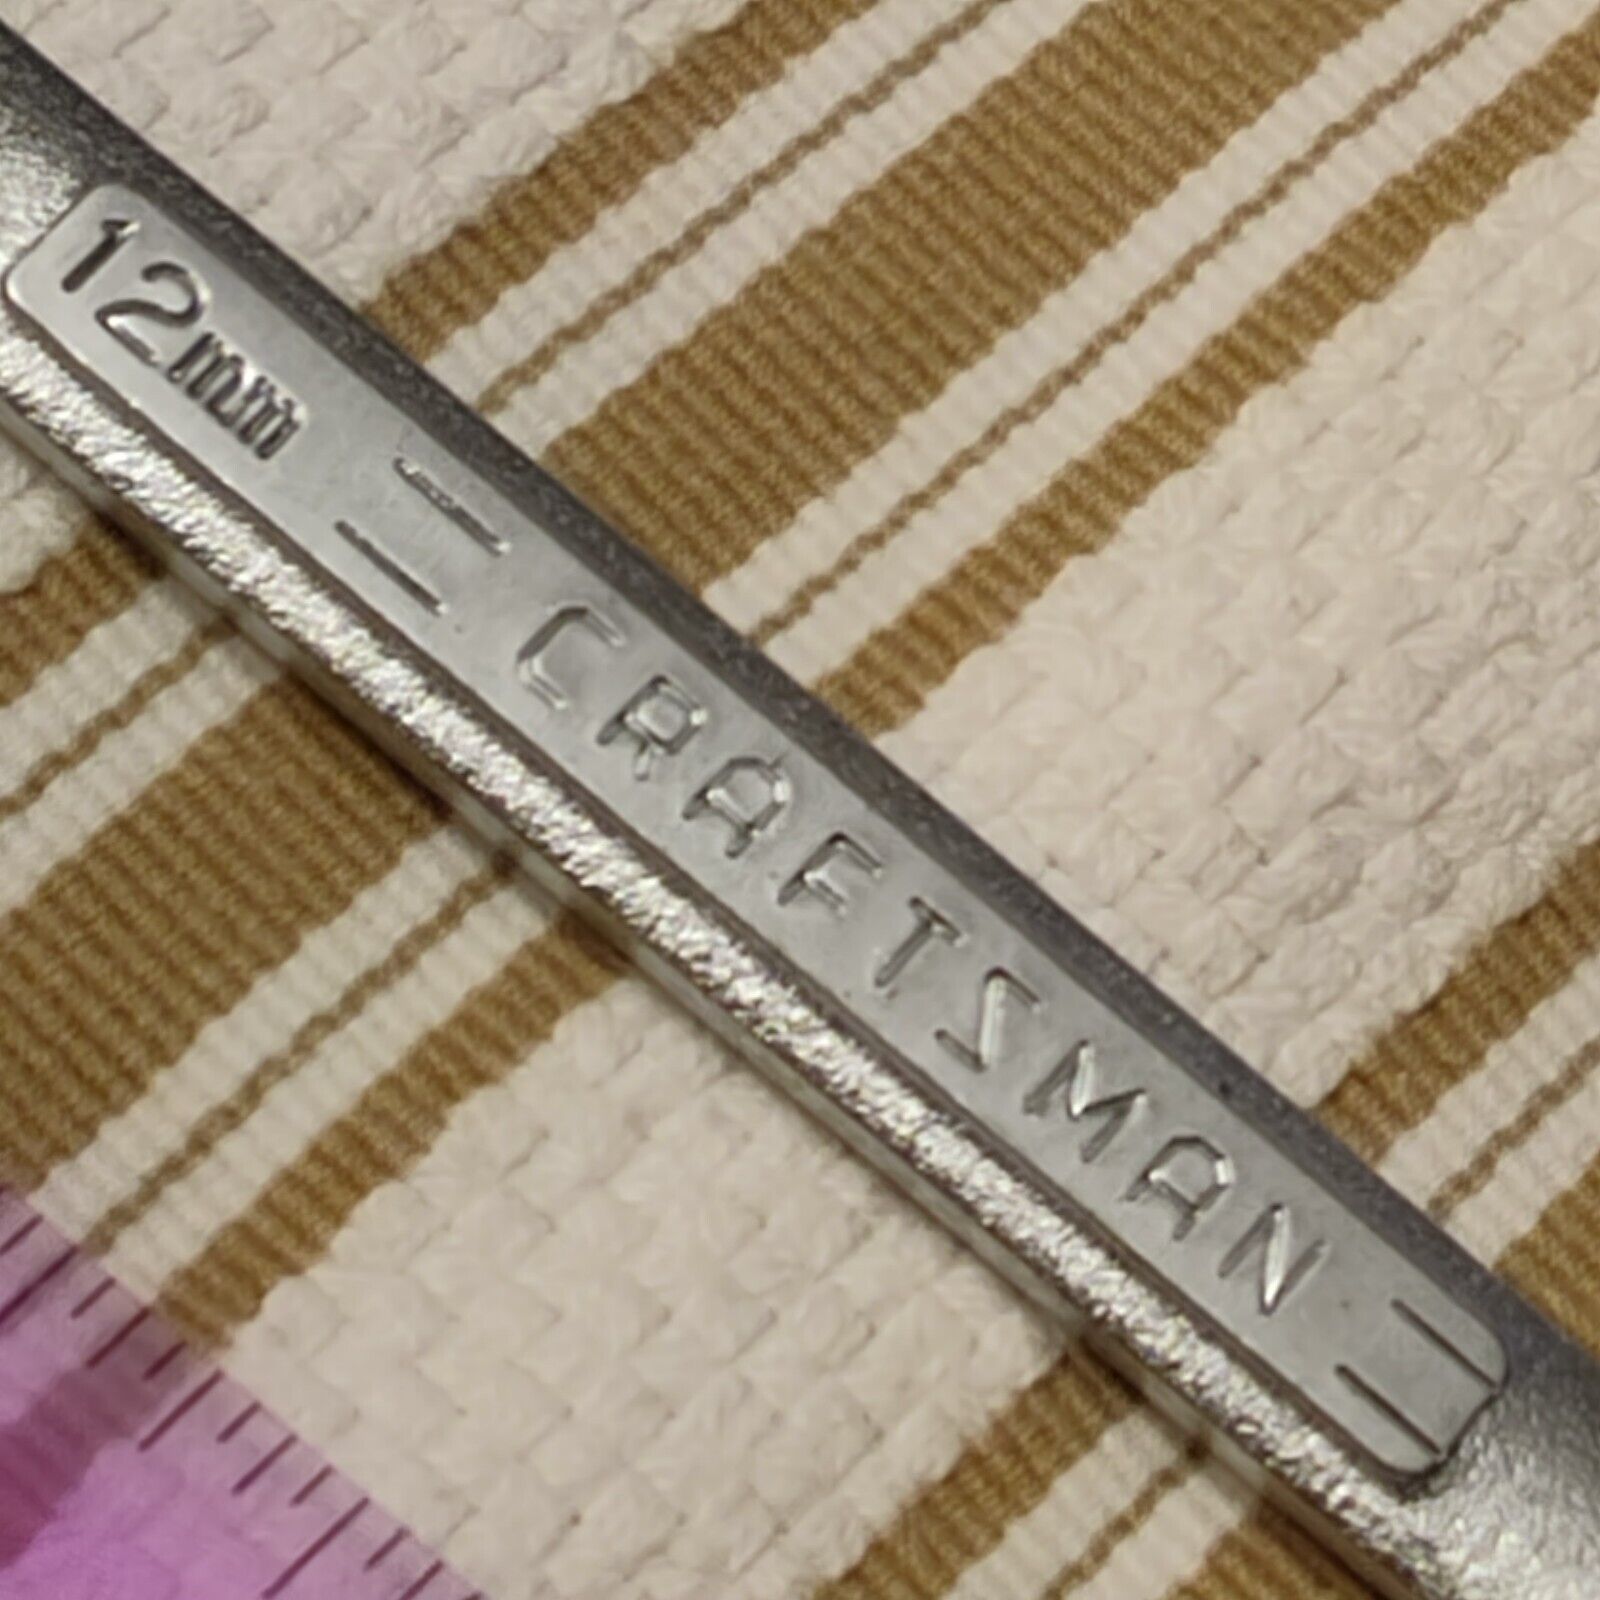 12mm = CRAFTSMAN =